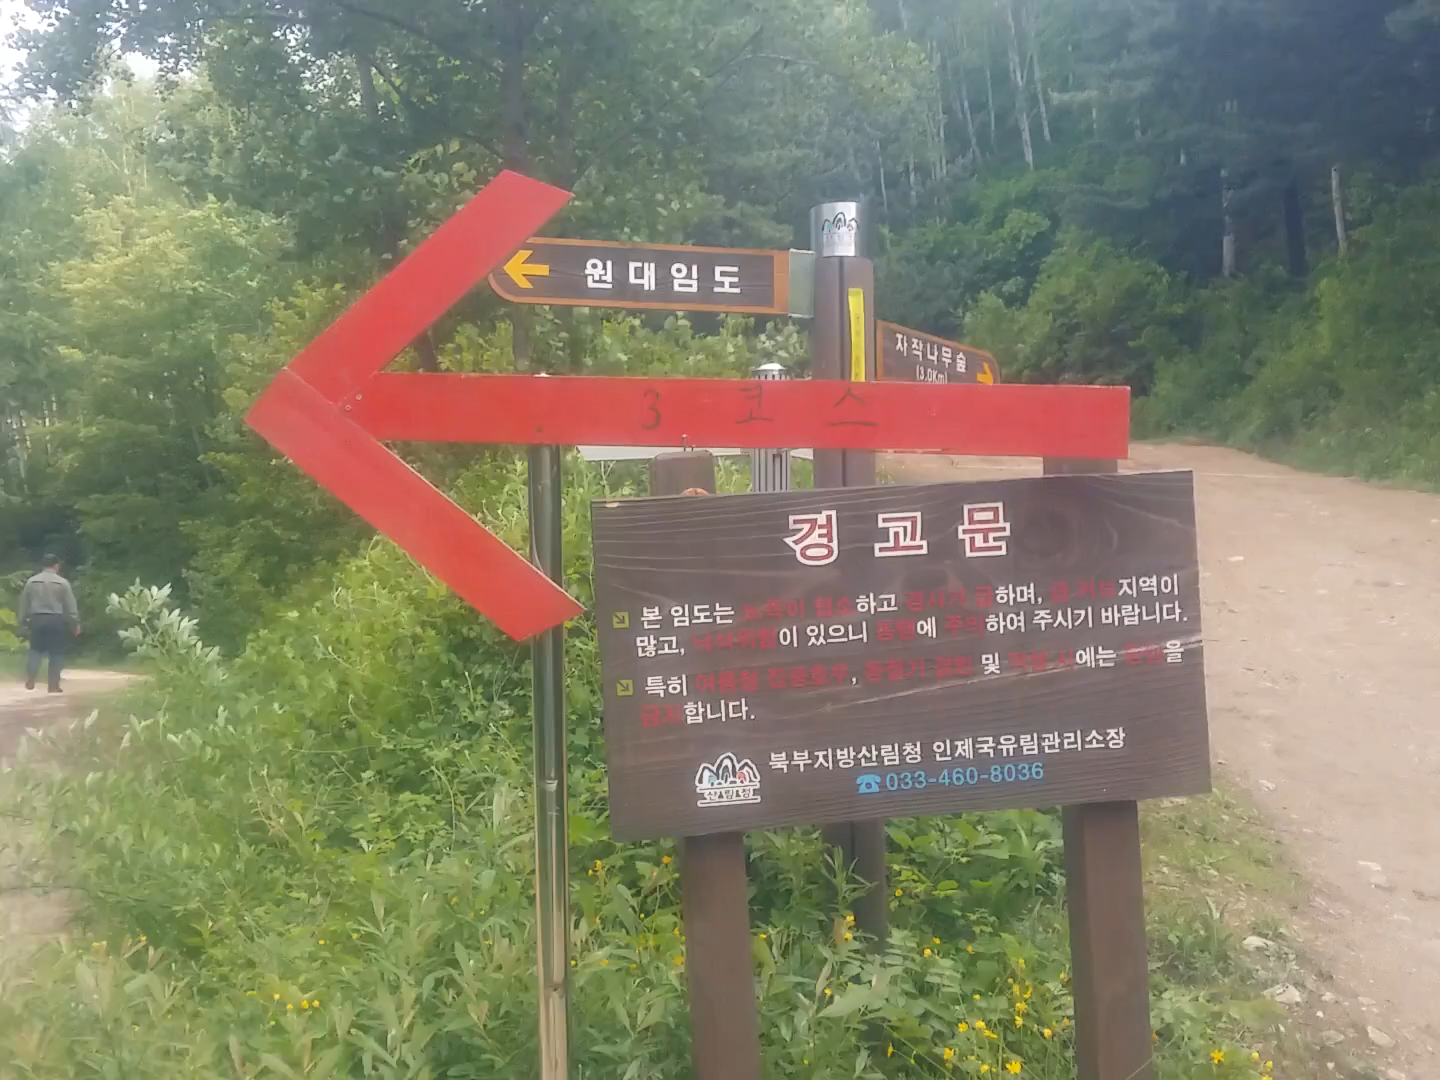 원대임도
자작나무숲
(3.0Km)
3 코스
경고문
본 임도는 노폭이 협소하고 경사가 급하며, 급 커브지역이
많고, 낙석위험이 있으니 통행에 주의하여 주시기 바랍니다.
특히 여름철 집중호우, 동절기 결빙 및 적설 시에는 통행을
금지합니다.
북부지방산림청 인제국유림관리소장
산림청
☎033-460-8036